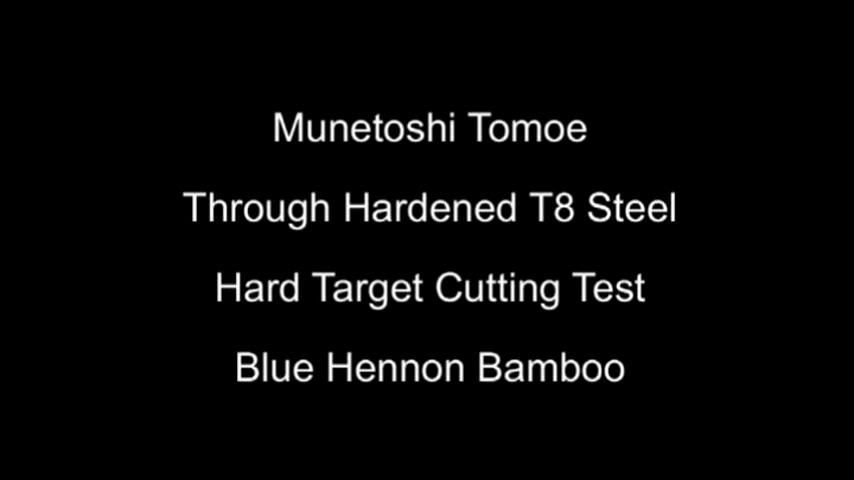 Munetoshi Tomoe
Through Hardened T8 Steel
Hard Target Cutting Test
Blue Hennon Bamboo